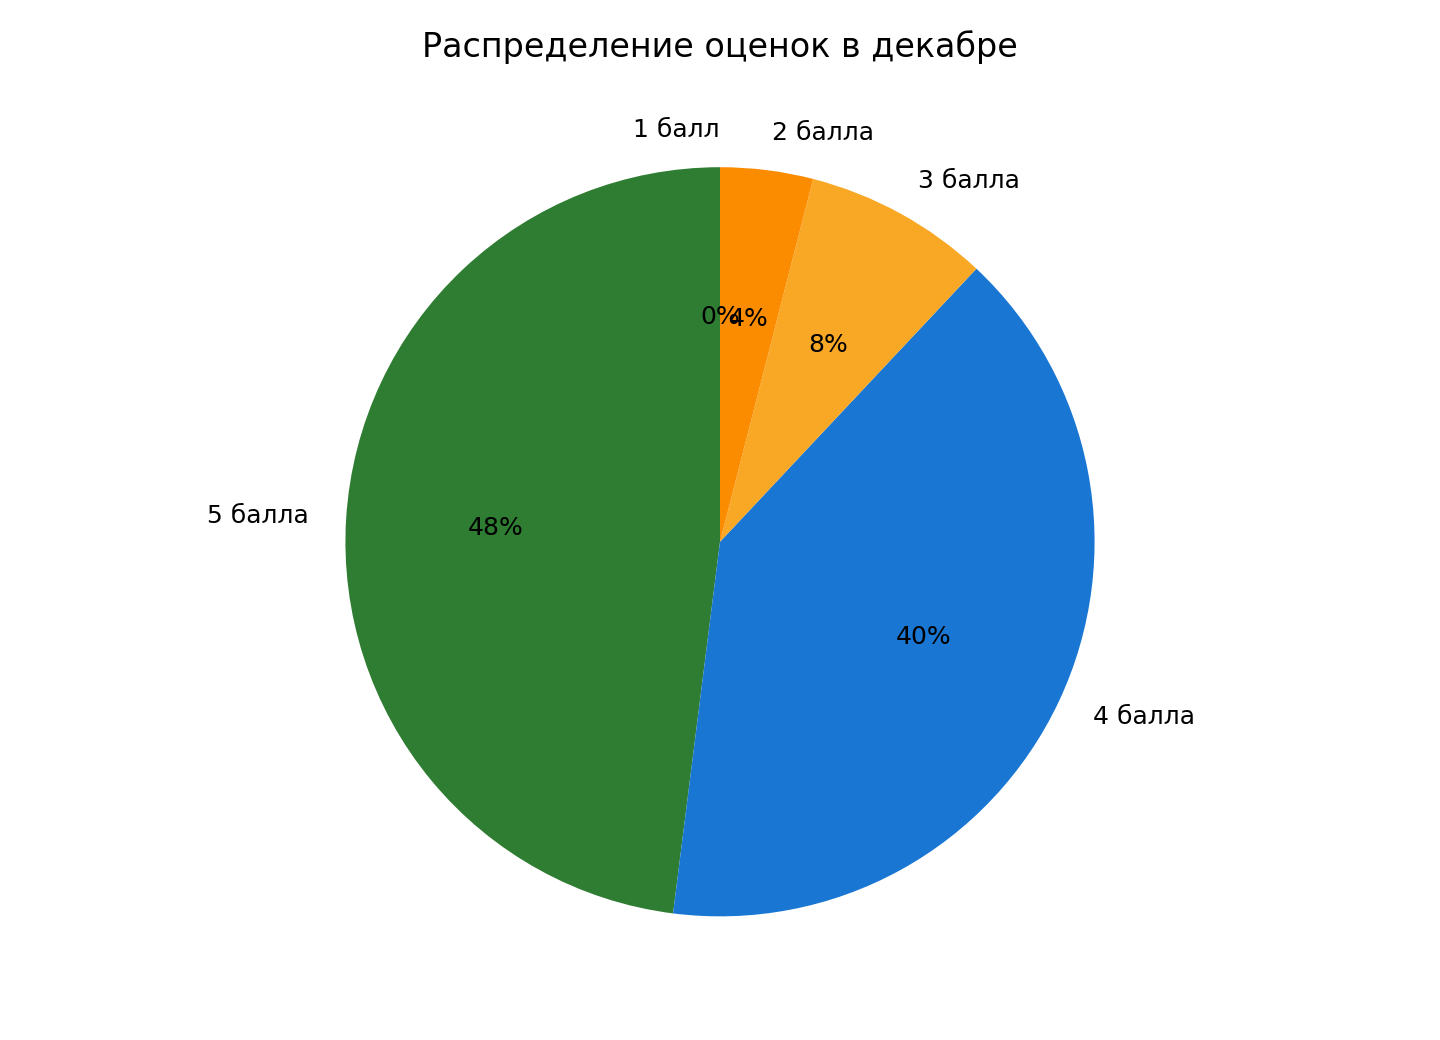 Распределение оценок в декабре
1 балл
2 балла
3 балла
0%
4%
8%
5 балла
48%
40%
4 балла